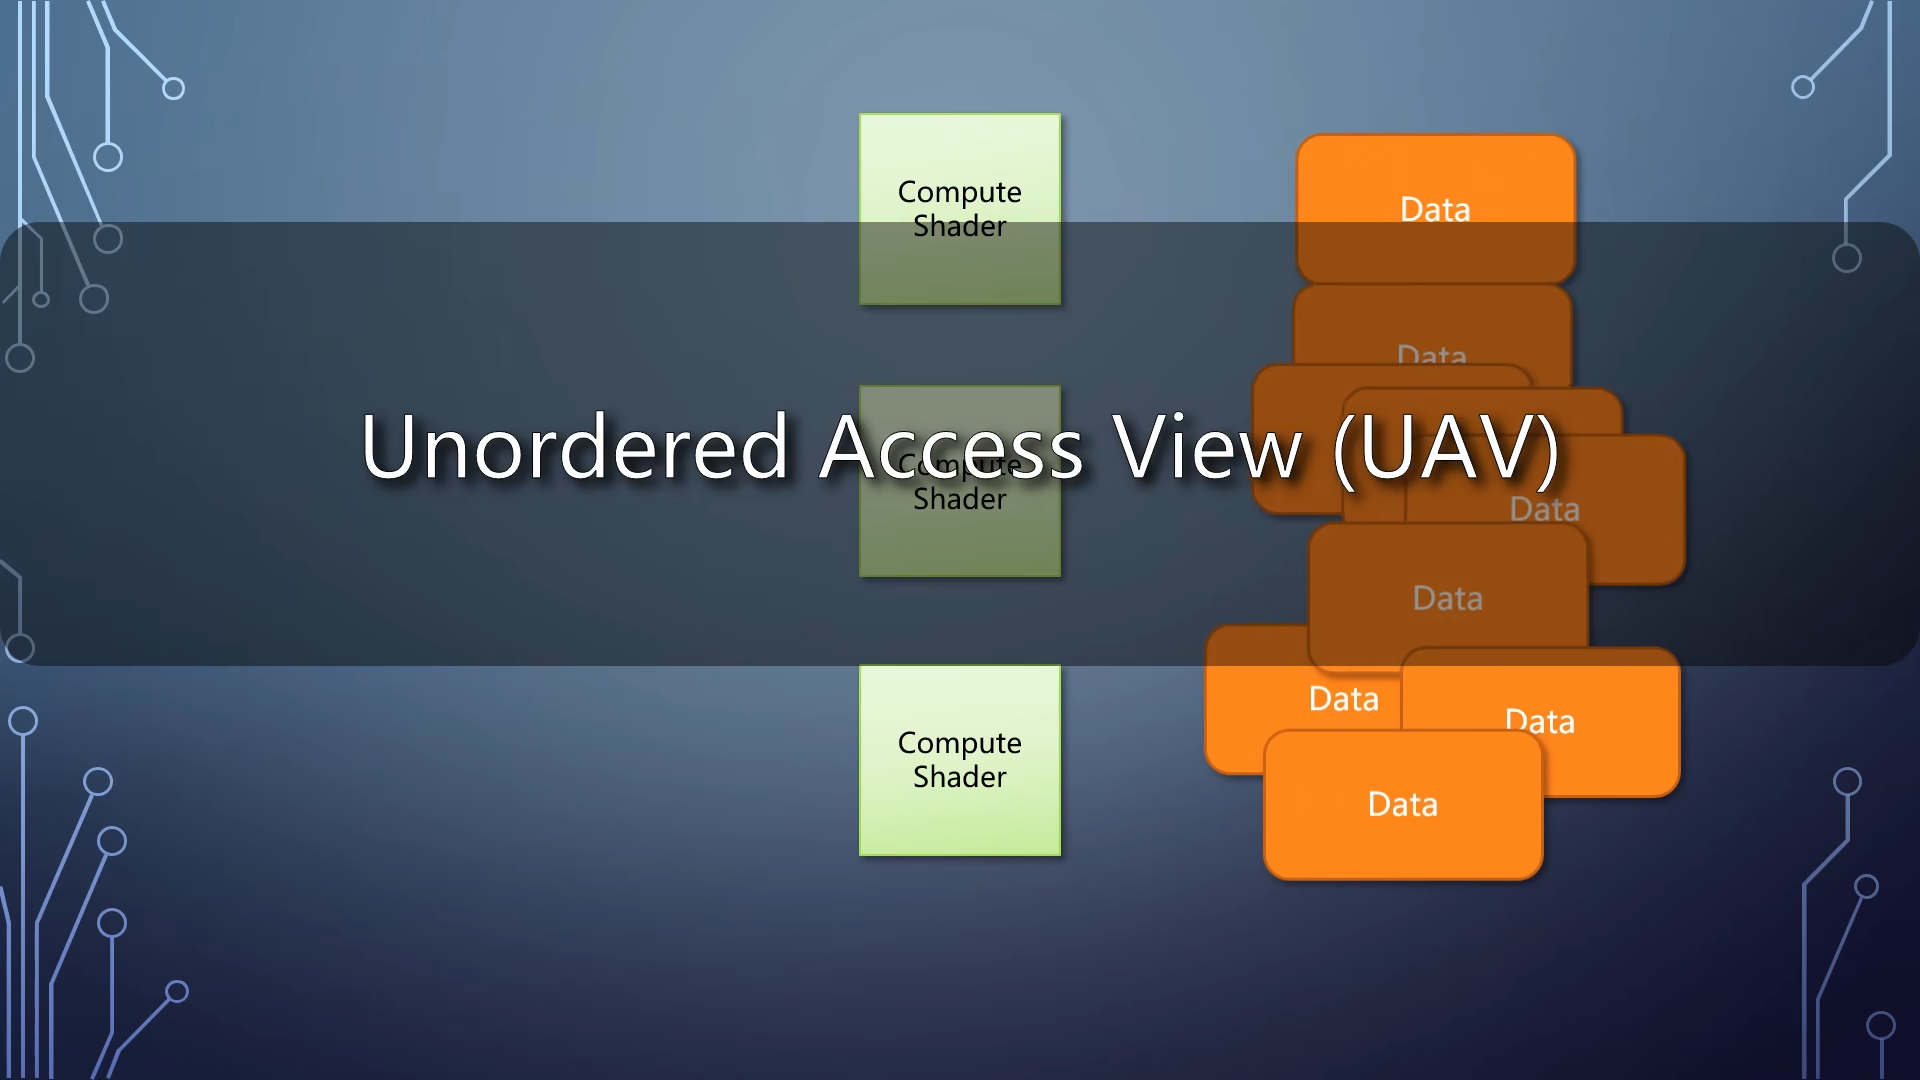 Compute
Shader
Data
Data
Unordered Access View (UAV)
Compute
Shader
Data
Data
Data
Data
Compute
Shader
Data